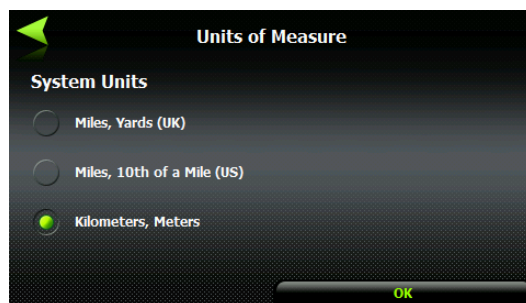 Units of Measure
System Units
Miles, Yards (UK)
Miles, 10th of a Mile (US)
Kilometers, Meters
OK